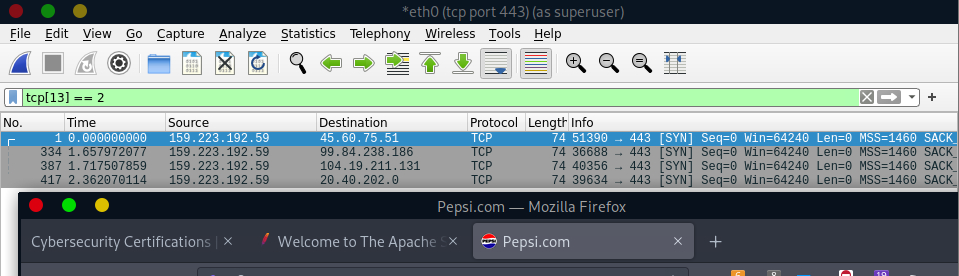 *eth0 (tcp port 443) (as superuser)
File Edit View Go Capture Analyze Statistics Telephony Wireless Tools Help
tcp[13] == 2
No. Time Source Destination Protocol Length Info
1 0.000000000 159.223.192.59 45.60.75.51 TCP 74 51390 → 443 [SYN] Seq=0 Win=64240 Len=0 MSS=1460 SACK_
334 1.657972077 159.223.192.59 99.84.238.186 TCP 74 36688 → 443 [SYN] Seq=0 Win=64240 Len=0 MSS=1460 SACK_
387 1.717507859 159.223.192.59 104.19.211.131 TCP 74 40356 → 443 [SYN] Seq=0 Win=64240 Len=0 MSS=1460 SACK_
417 2.362070114 159.223.192.59 20.40.202.0 TCP 74 39634 → 443 [SYN] Seq=0 Win=64240 Len=0 MSS=1460 SACK_
Pepsi.com — Mozilla Firefox
Cybersecurity Certifications | Welcome to The Apache S Pepsi.com